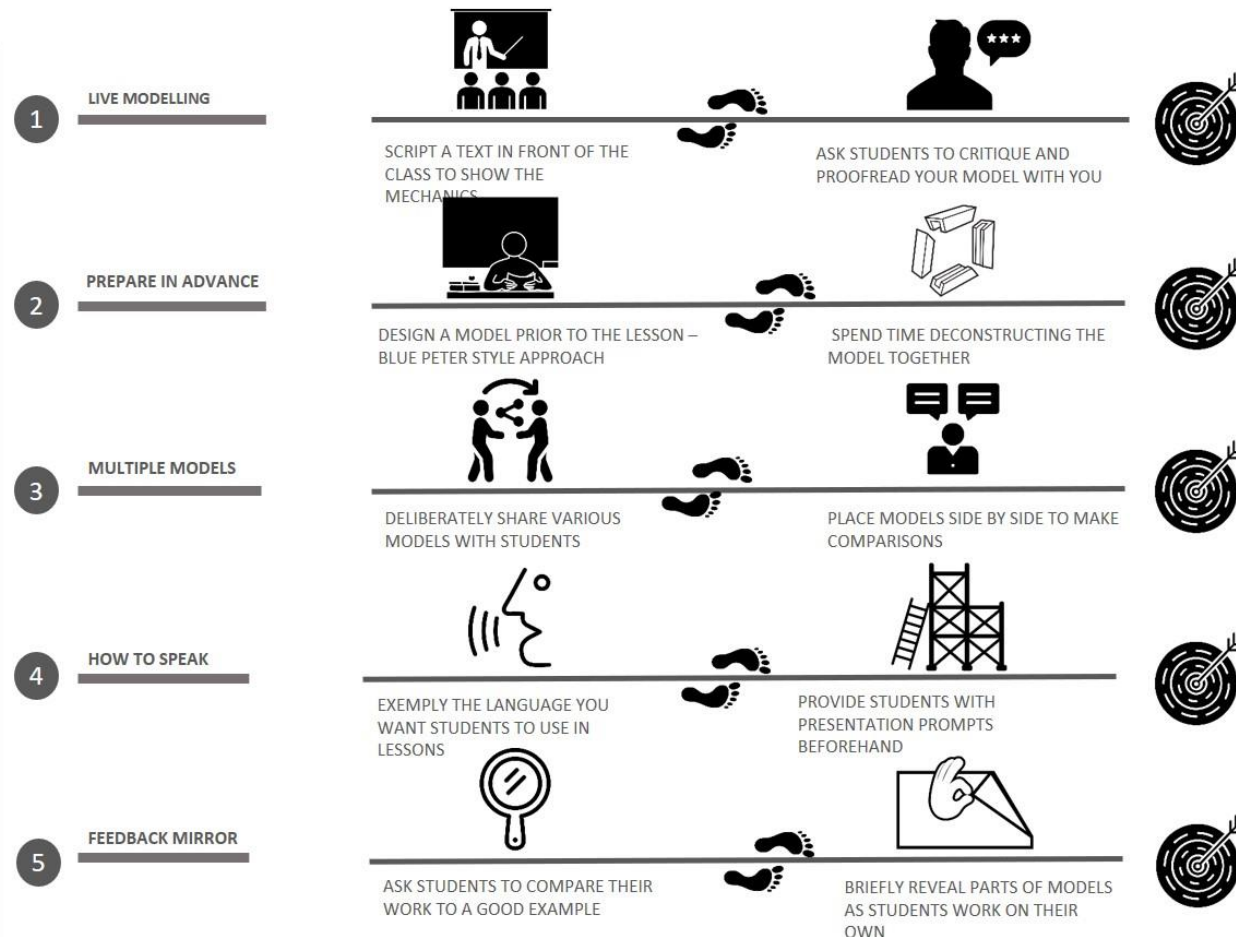 1
LIVE MODELLING
SCRIPT A TEXT IN FRONT OF THE
CLASS TO SHOW THE
MECHANICS
ASK STUDENTS TO CRITIQUE AND
PROOFREAD YOUR MODEL WITH YOU
2
PREPARE IN ADVANCE
DESIGN A MODEL PRIOR TO THE LESSON –
BLUE PETER STYLE APPROACH
SPEND TIME DECONSTRUCTING THE
MODEL TOGETHER
3
MULTIPLE MODELS
DELIBERATELY SHARE VARIOUS
MODELS WITH STUDENTS
PLACE MODELS SIDE BY SIDE TO MAKE
COMPARISONS
4
HOW TO SPEAK
EXEMPLY THE LANGUAGE YOU
WANT STUDENTS TO USE IN
LESSONS
PROVIDE STUDENTS WITH
PRESENTATION PROMPTS
BEFOREHAND
5
FEEDBACK MIRROR
ASK STUDENTS TO COMPARE THEIR
WORK TO A GOOD EXAMPLE
BRIEFLY REVEAL PARTS OF MODELS
AS STUDENTS WORK ON THEIR
OWN